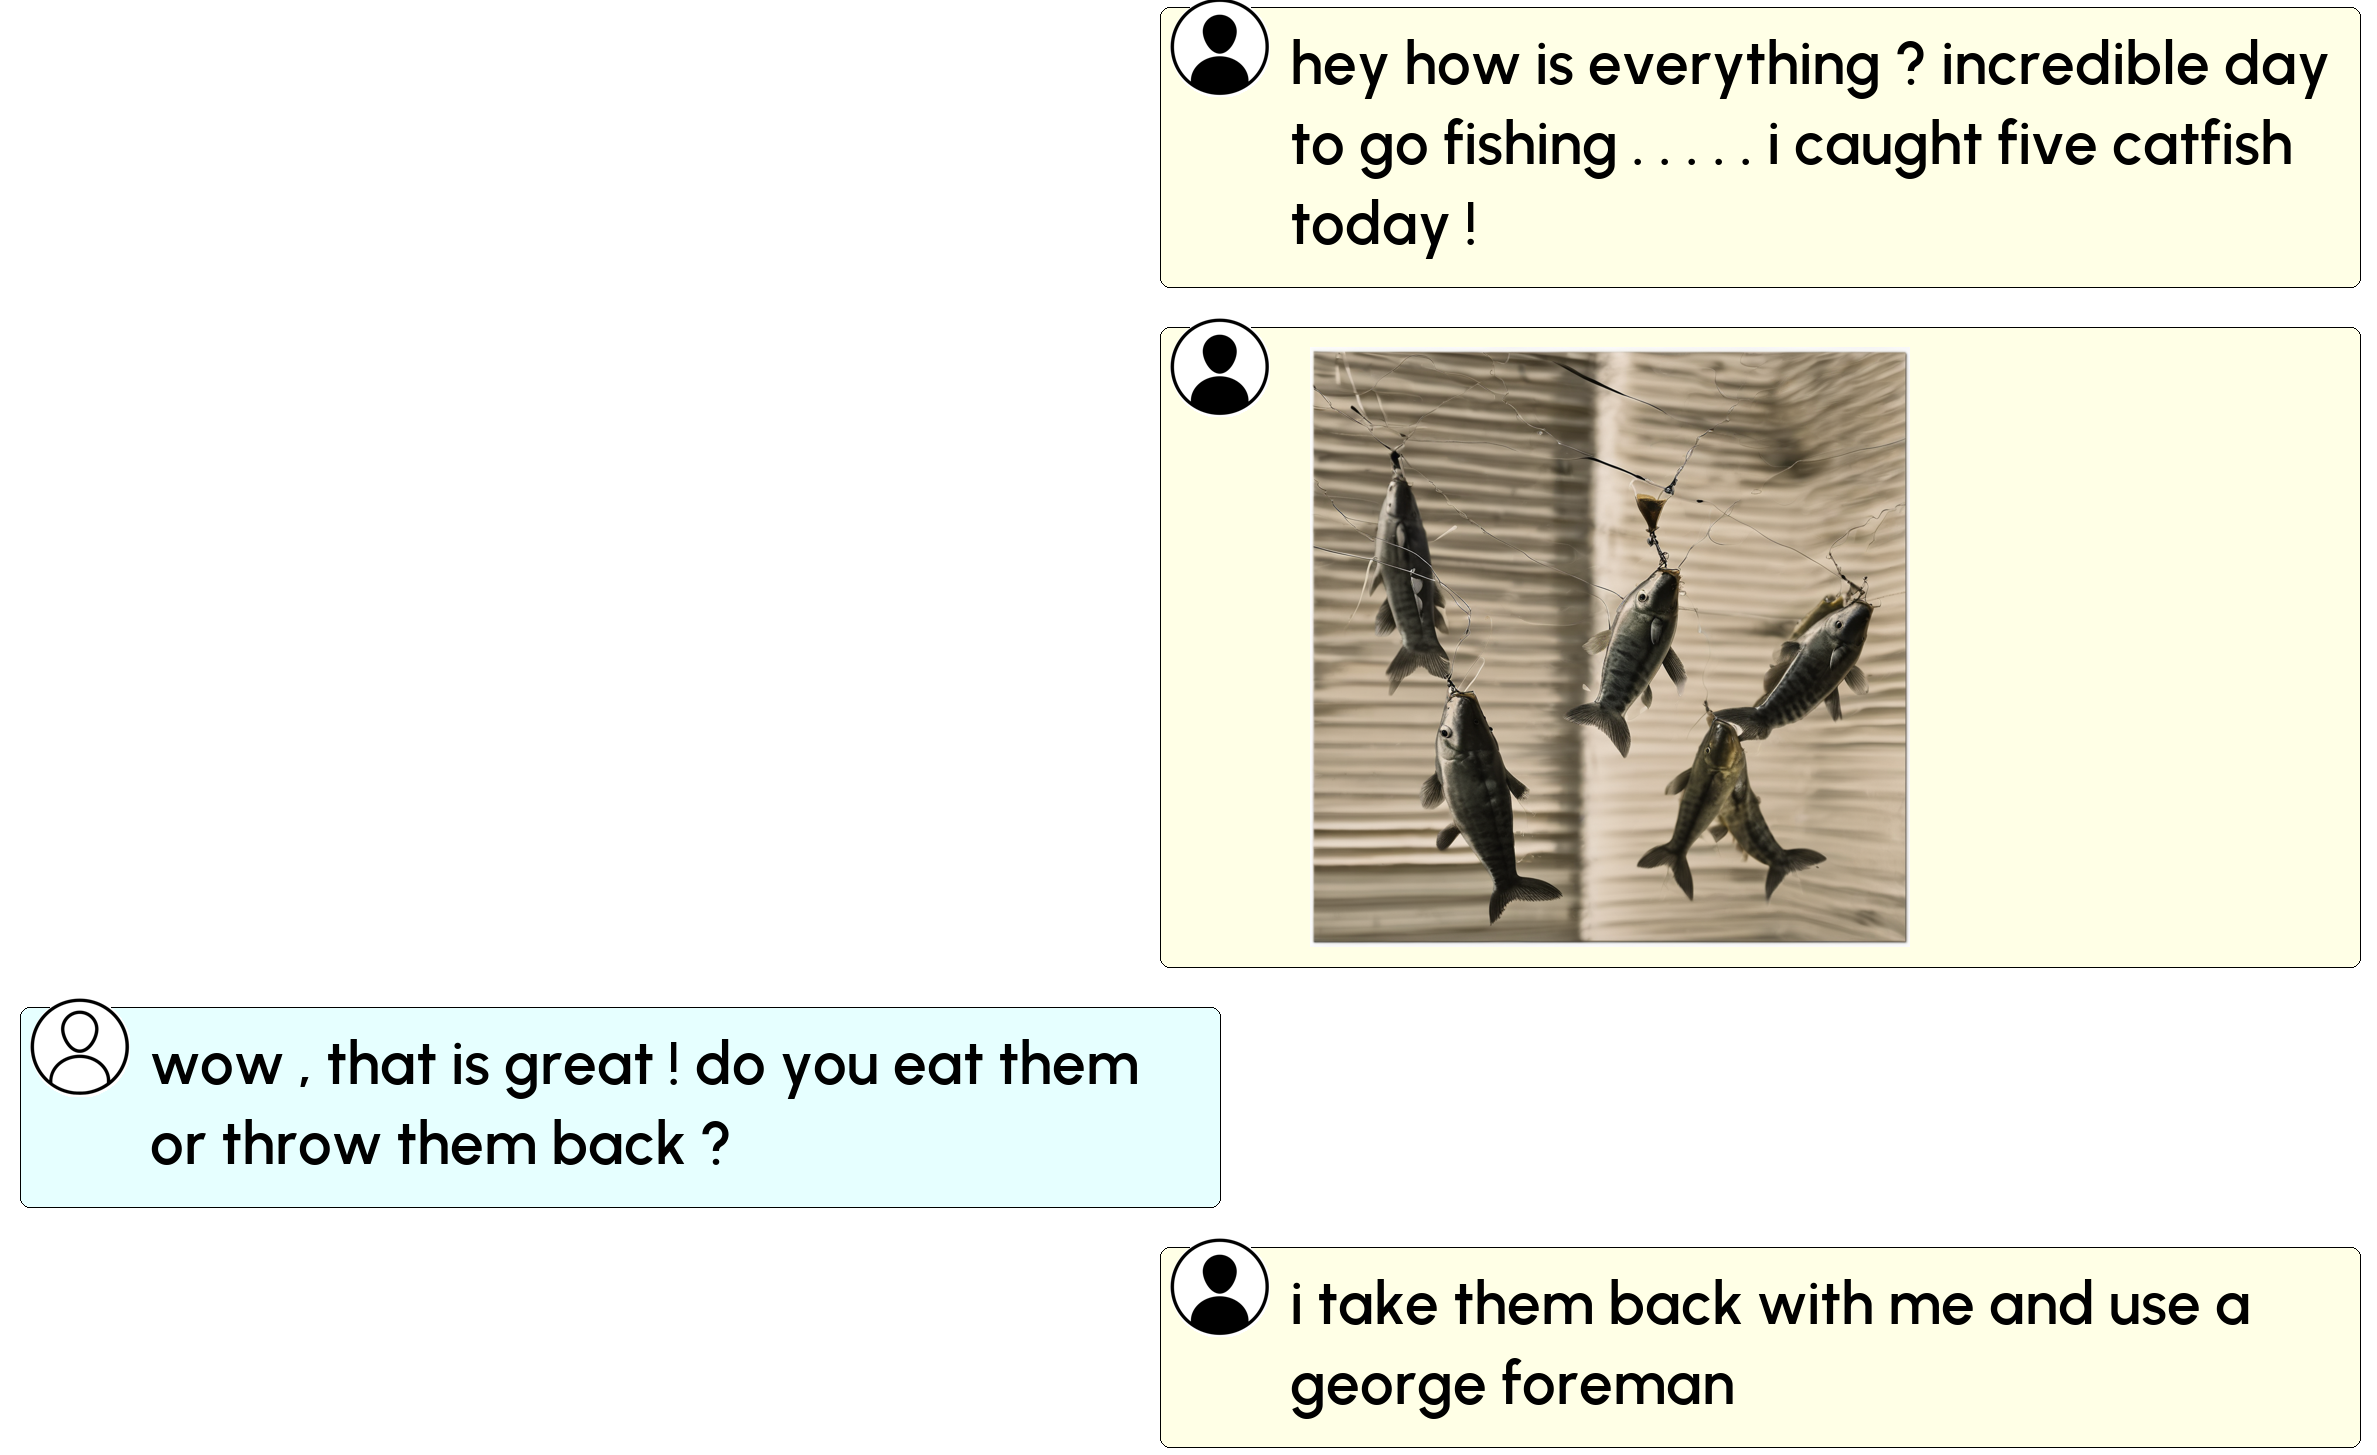 hey how is everything ? incredible day
to go fishing . . . . . i caught five catfish
today !
wow , that is great ! do you eat them
or throw them back ?
i take them back with me and use a
george foreman